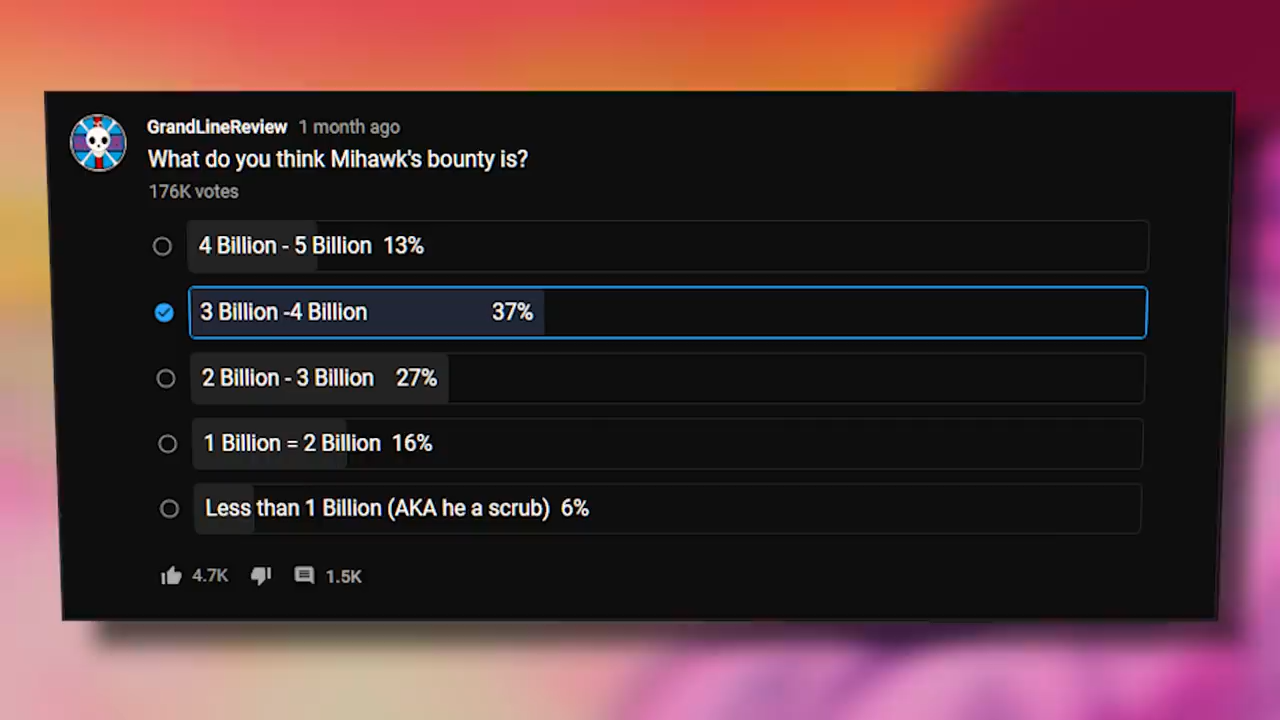 GrandLineReview 1 month ago
What do you think Mihawk's bounty is?
176K votes
4 Billion - 5 Billion 13%
3 Billion -4 Billion 37%
2 Billion - 3 Billion 27%
1 Billion = 2 Billion 16%
Less than 1 Billion (AKA he a scrub) 6%
4.7K 1.5K